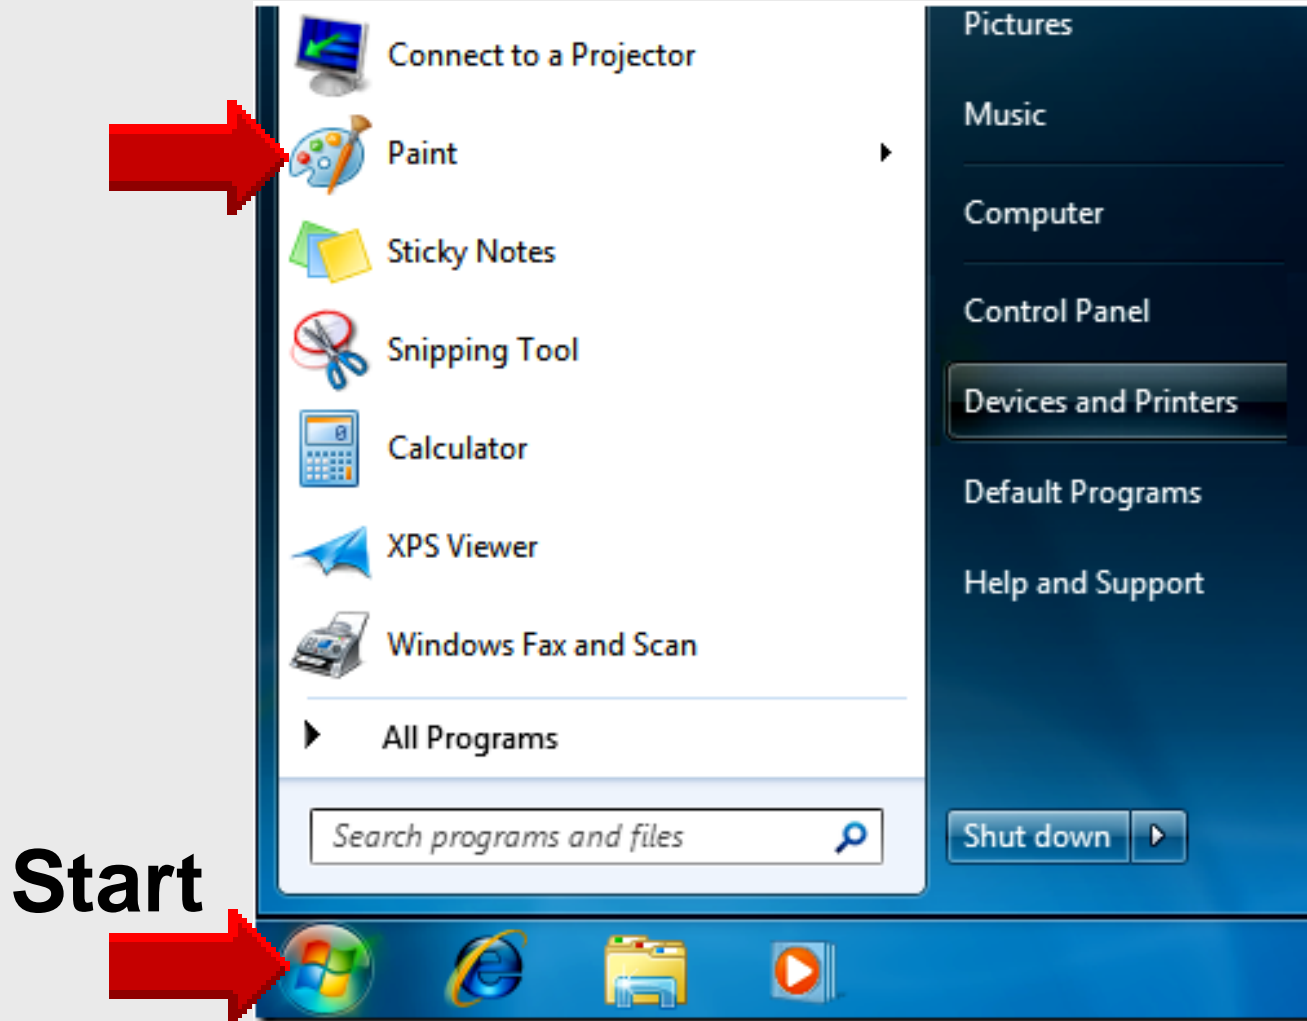 Connect to a Projector
Paint
Sticky Notes
Snipping Tool
Calculator
0
XPS Viewer
Windows Fax and Scan
All Programs
Search programs and files
Pictures
Music
Computer
Control Panel
Devices and Printers
Default Programs
Help and Support
Shut down
Start